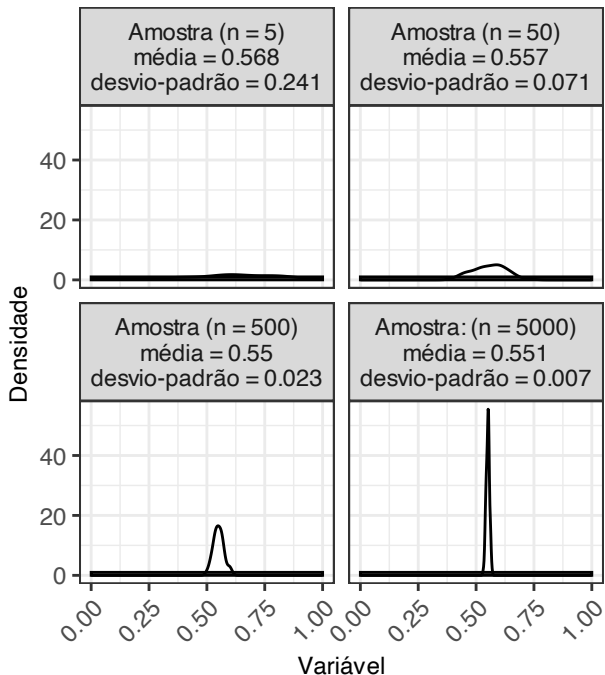 Amostra (n = 5)
média = 0.568
desvio-padrão = 0.241
Amostra (n = 50)
média = 0.557
desvio-padrão = 0.071
40
20
0
Amostra (n = 500)
média = 0.55
desvio-padrão = 0.023
Amostra: (n = 5000)
média = 0.551
desvio-padrão = 0.007
40
20
0
Densidade
0.00
0.25
0.50
0.75
1.00
0.00
0.25
0.50
0.75
1.00
Variável